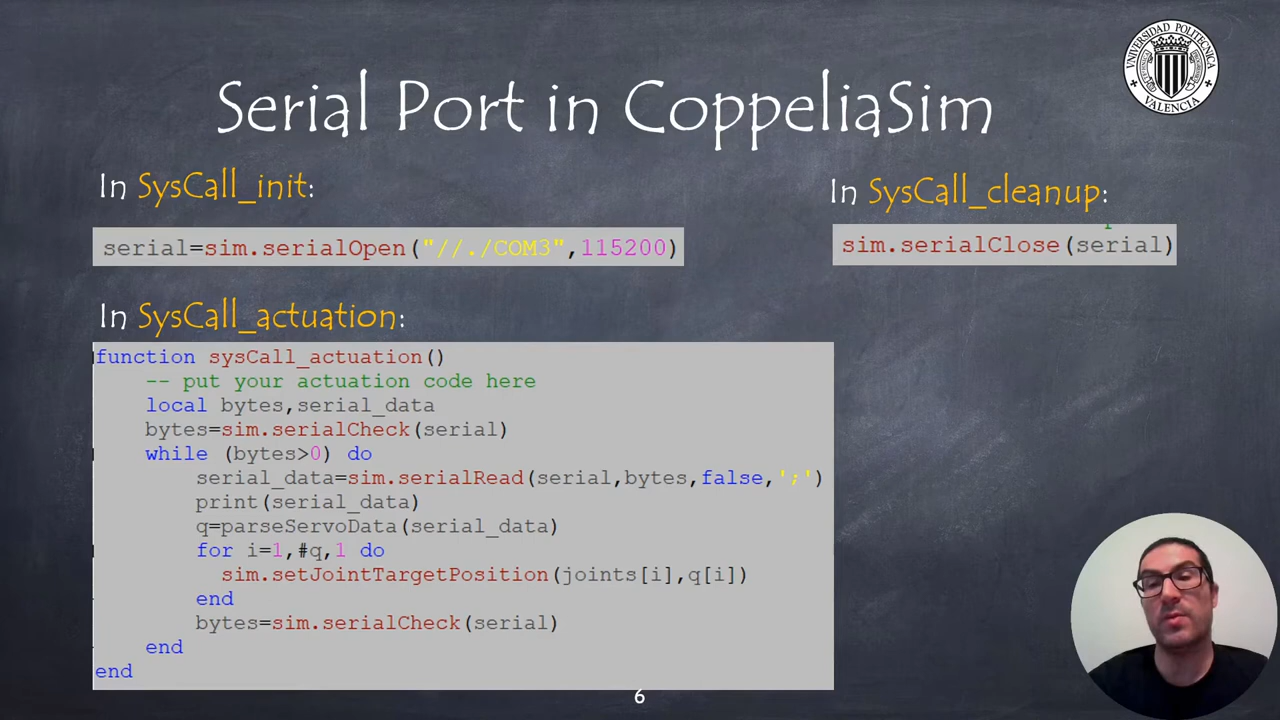 Serial Port in CoppeliaSim
UNIVERSIDAD POLITECNICA
VALENCIA
In SysCall_init:
serial=sim.serialOpen("//./COM3",115200)
In SysCall_cleanup:
sim.serialClose(serial)
In SysCall_actuation:
function sysCall_actuation()
    -- put your actuation code here
    local bytes,serial_data
    bytes=sim.serialCheck(serial)
    while (bytes>0) do
        serial_data=sim.serialRead(serial,bytes,false,';')
        print(serial_data)
        q=parseServoData(serial_data)
        for i=1,#q,1 do
          sim.setJointTargetPosition(joints[i],q[i])
        end
        bytes=sim.serialCheck(serial)
    end
end
6